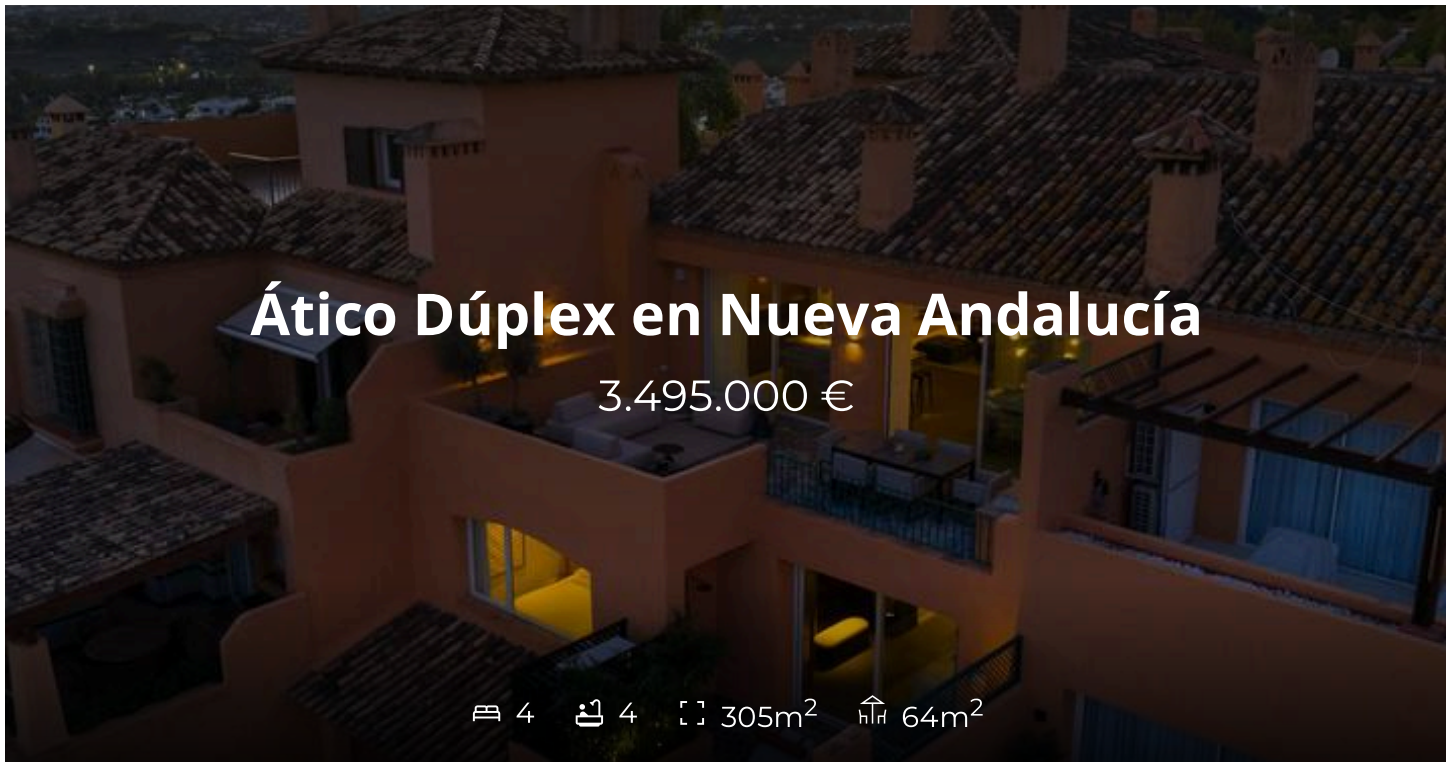 Ático Dúplex en Nueva Andalucía
3.495.000 €
4 4 305m² 64m²